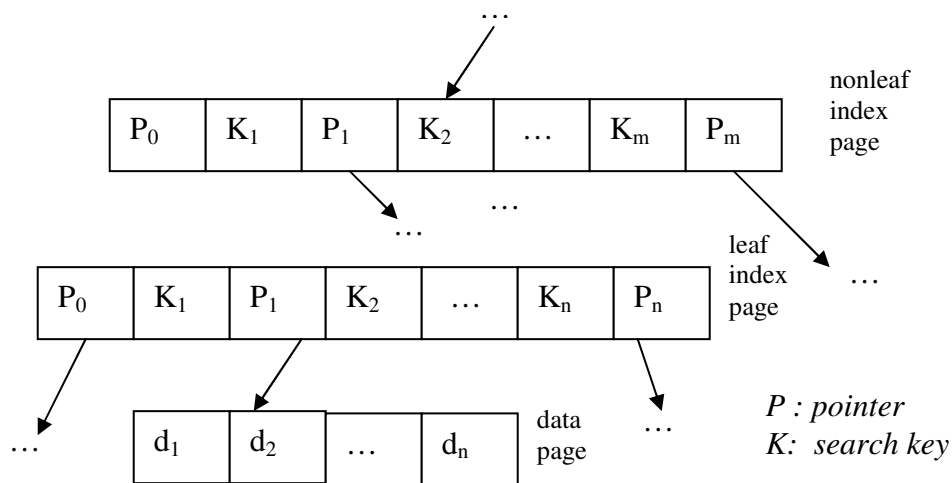 …
P0 K1 P1 K2 … Km Pm
nonleaf
index
page
…
…
…
leaf
index
page
P0 K1 P1 K2 … Kn Pn
…
…
d1 d2 … dn
data
page
P : pointer
K: search key